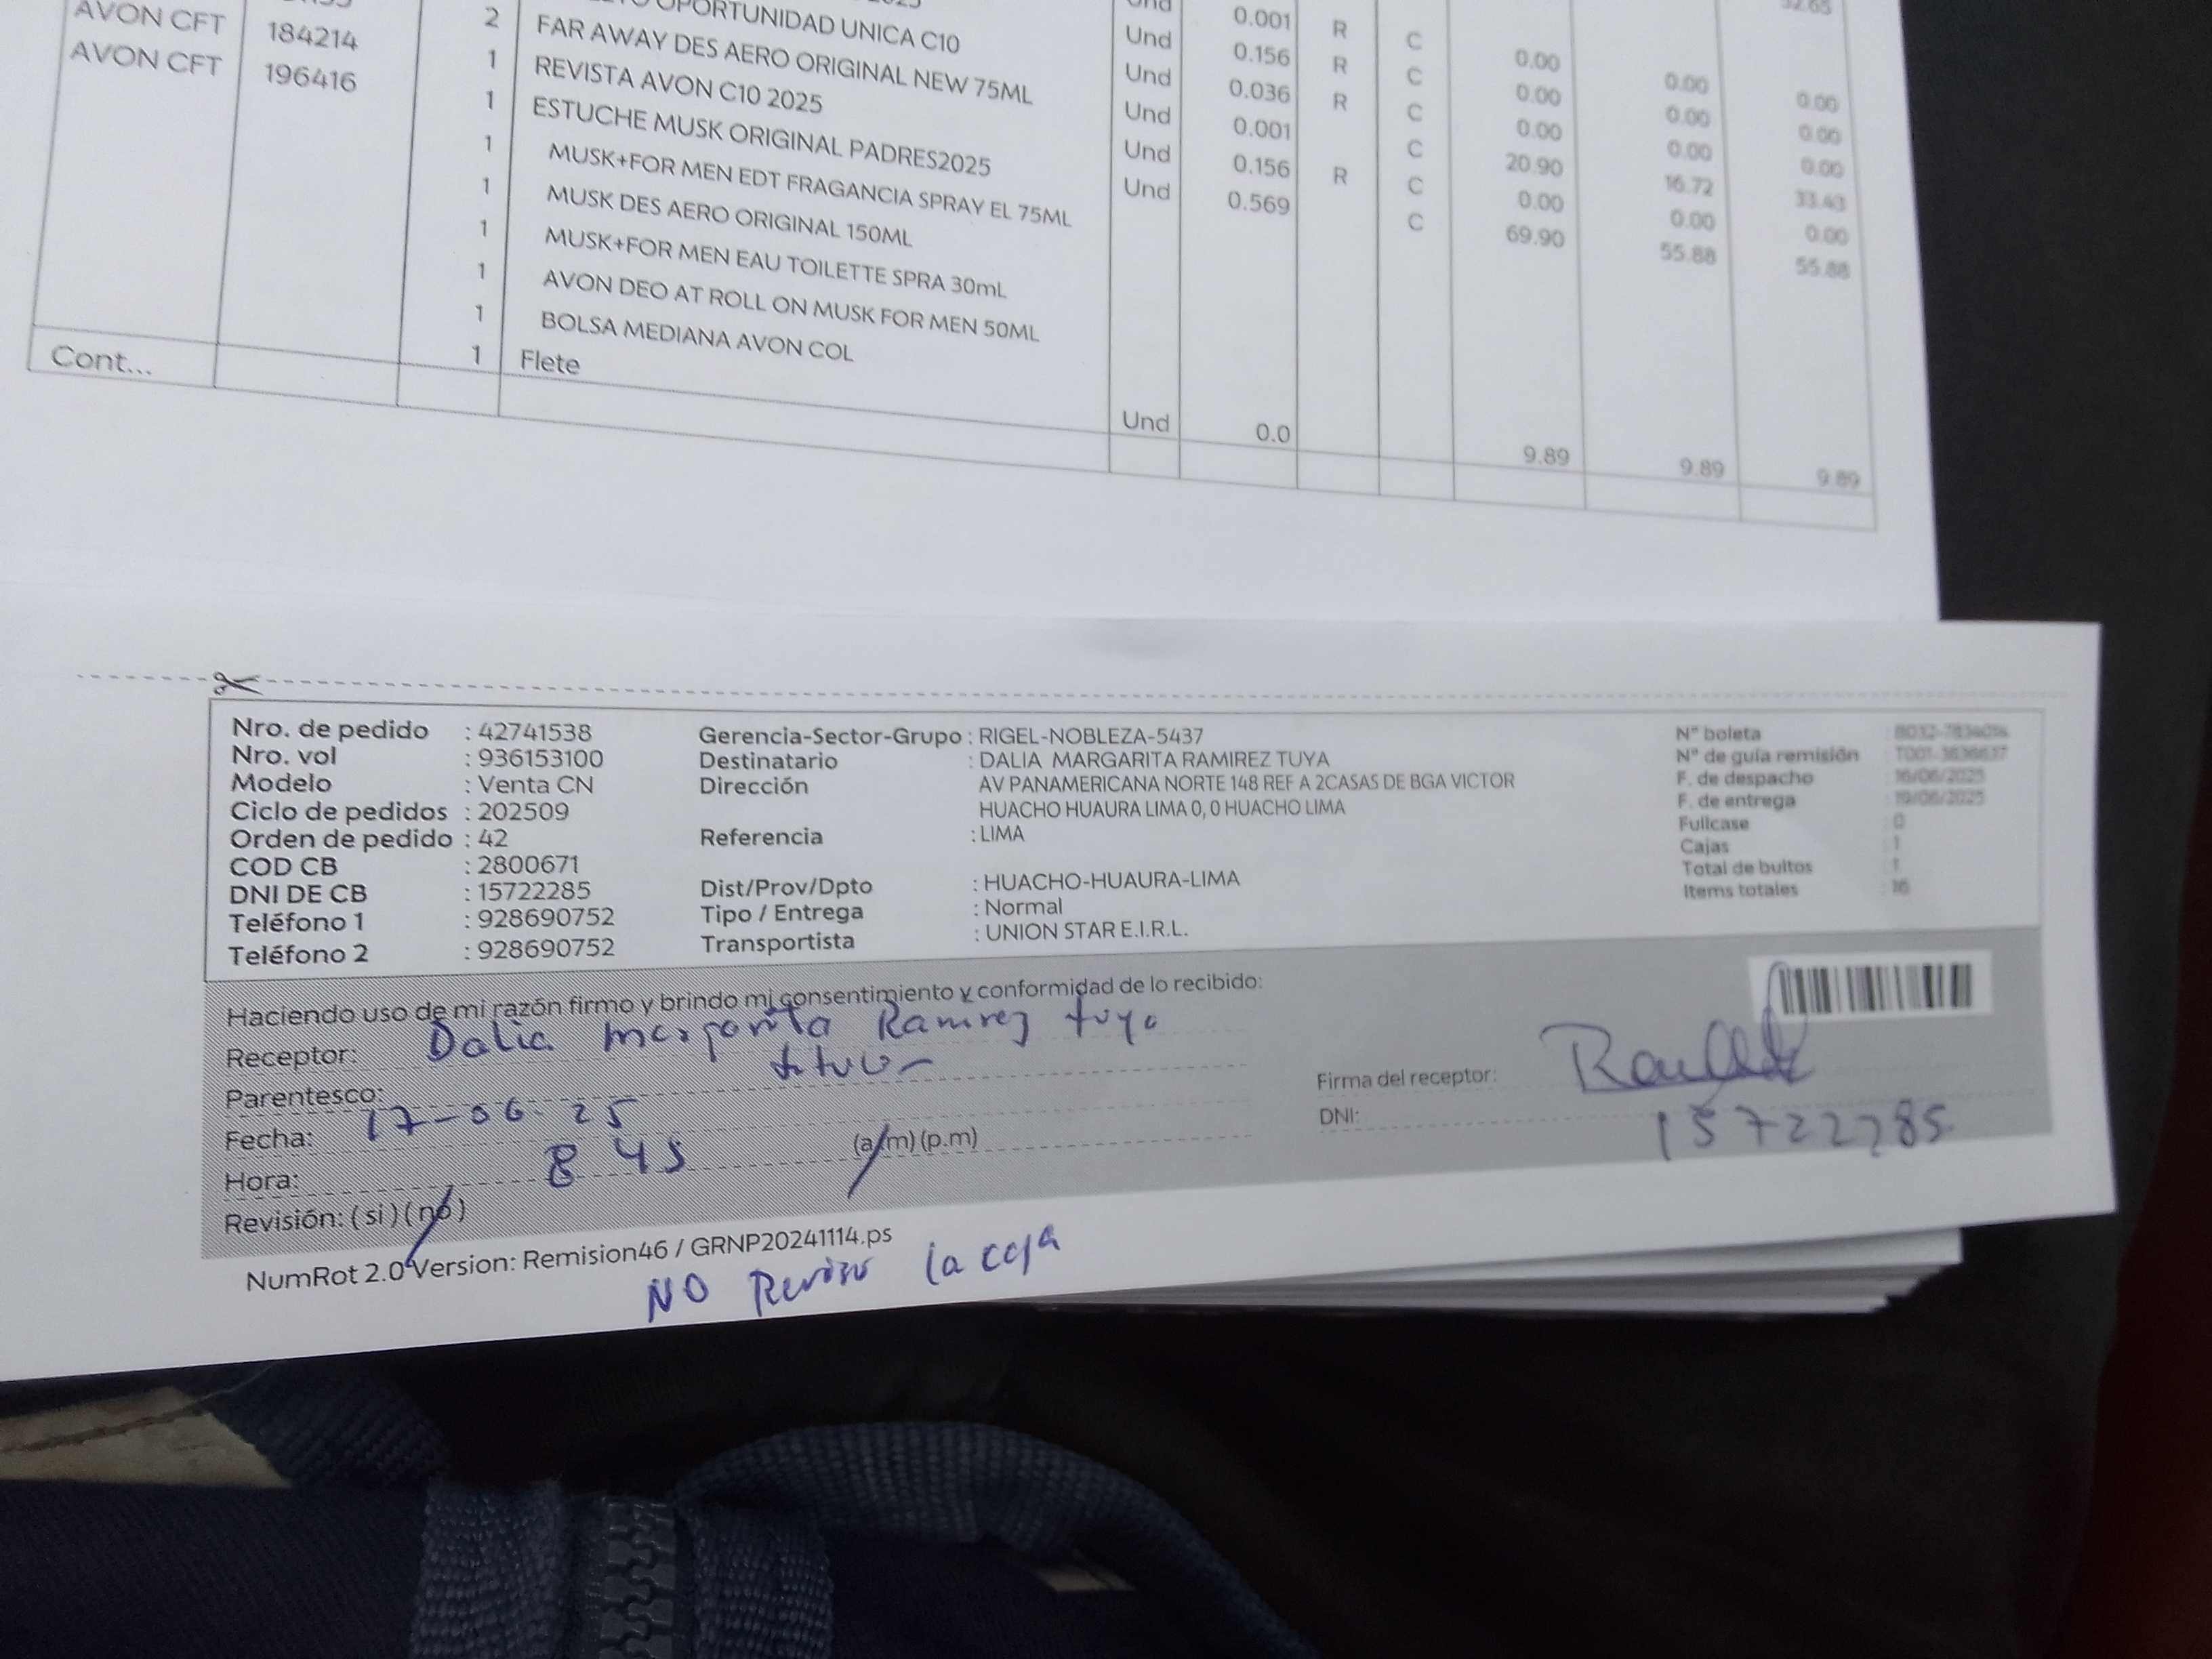 AVON CFT 184214 2 OPORTUNIDAD UNICA C10 Und 0.001 R C 0.00 0.00 0.00
AVON CFT 196416 1 FAR AWAY DES AERO ORIGINAL NEW 75ML Und 0.156 R C 0.00 0.00 0.00
1 REVISTA AVON C10 2025 Und 0.036 R C 0.00 0.00 0.00
1 ESTUCHE MUSK ORIGINAL PADRES2025 Und 0.001 C 20.90 16.72 33.43
1 MUSK+FOR MEN EDT FRAGANCIA SPRAY EL 75ML Und 0.156 R C 0.00 0.00 0.00
1 MUSK DES AERO ORIGINAL 150ML Und 0.569 C 69.90 55.88 55.88
1 MUSK+FOR MEN EAU TOILETTE SPRA 30mL
1 AVON DEO AT ROLL ON MUSK FOR MEN 50ML
1 BOLSA MEDIANA AVON COL
1 Flete Und 0.0 9.89 9.89 9.89
Cont...
Nro. de pedido : 42741538
Nro. vol : 936153100
Modelo : Venta CN
Ciclo de pedidos : 202509
Orden de pedido : 42
COD CB : 2800671
DNI DE CB : 15722285
Teléfono 1 : 928690752
Teléfono 2 : 928690752
Gerencia-Sector-Grupo : RIGEL-NOBLEZA-5437
Destinatario : DALIA MARGARITA RAMIREZ TUYA
Dirección AV PANAMERICANA NORTE 148 REF A 2CASAS DE BGA VICTOR
HUACHO HUAURA LIMA 0, 0 HUACHO LIMA
Referencia : LIMA
Dist/Prov/Dpto : HUACHO-HUAURA-LIMA
Tipo / Entrega : Normal
Transportista : UNION STAR E.I.R.L.
N° boleta
N° de guía remisión
F. de despacho : 16/06/2025
F. de entrega : 19/06/2025
Fullcase : 0
Cajas : 1
Total de bultos : 1
Items totales : 16
Haciendo uso de mi razón firmo y brindo mi consentimiento y conformidad de lo recibido:
Receptor: Dalia Margarita Ramirez tuya
Parentesco: titular
Fecha: 17-06-25
Hora: 8 45 (a.m) (p.m)
Revisión: (si) (no)
Firma del receptor:
DNI: 15722285
NumRot 2.0 Version: Remision46 / GRNP20241114.ps
NO Reviso la caja